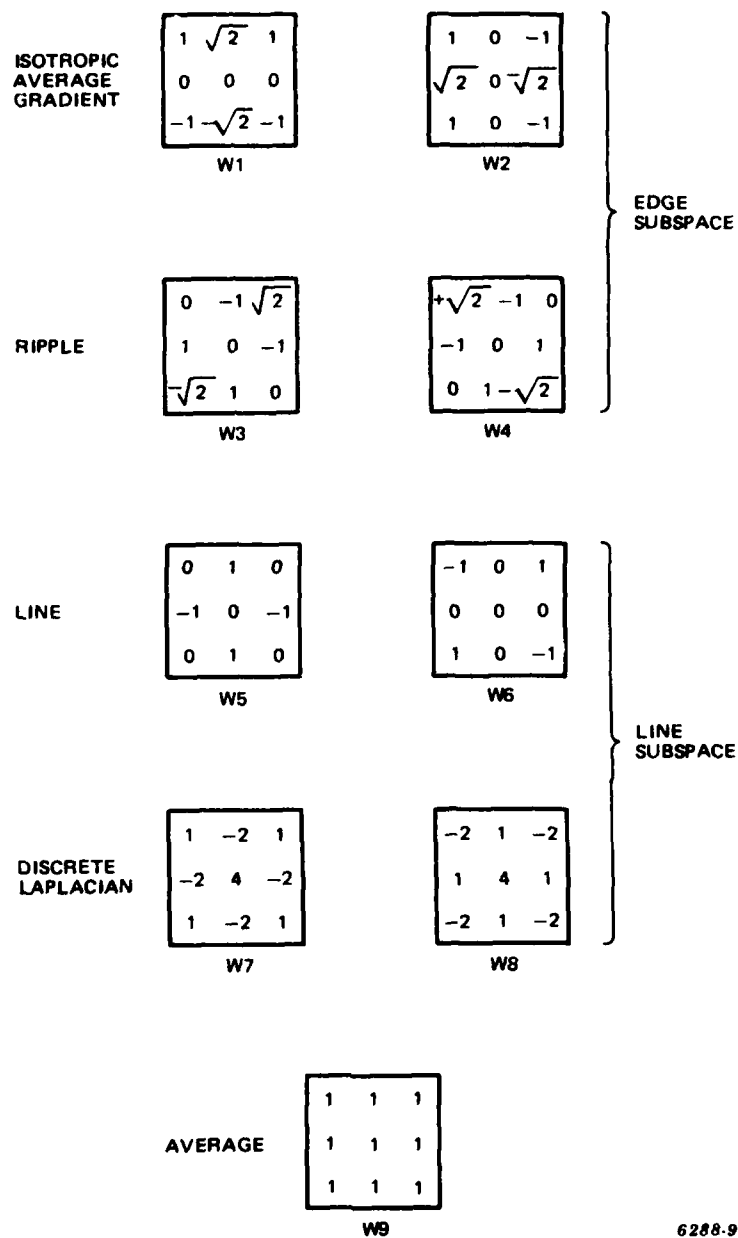 ISOTROPIC
AVERAGE
GRADIENT
1 √2 1
0 0 0
-1 -√2 -1
W1
1 0 -1
√2 0 -√2
1 0 -1
W2
EDGE
SUBSPACE
RIPPLE
0 -1 √2
1 0 -1
-√2 1 0
W3
+√2 -1 0
-1 0 1
0 1 -√2
W4
LINE
0 1 0
-1 0 -1
0 1 0
W5
-1 0 1
0 0 0
1 0 -1
W6
LINE
SUBSPACE
DISCRETE
LAPLACIAN
1 -2 1
-2 4 -2
1 -2 1
W7
-2 1 -2
1 4 1
-2 1 -2
W8
AVERAGE
1 1 1
1 1 1
1 1 1
W9
6288-9